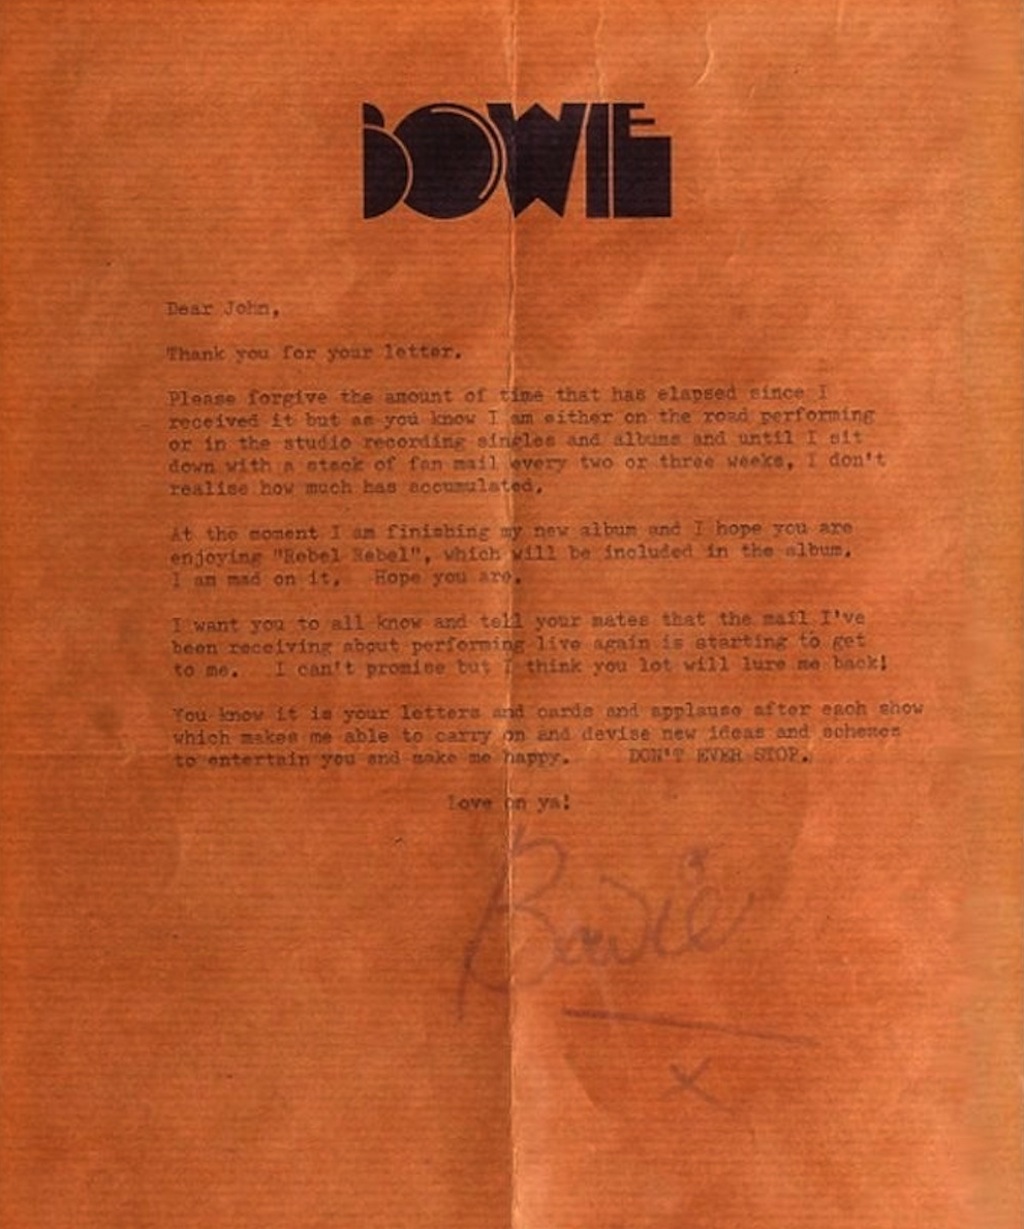 BOWIE
Dear John,
Thank you for your letter.
Please forgive the amount of time that has elapsed since I
received it but as you know I am either on the road performing
or in the studio recording singles and albums and until I sit
down with a stack of fan mail every two or three weeks, I don't
realise how much has accumulated.
At the moment I am finishing my new album and I hope you are
enjoying "Rebel Rebel", which will be included in the album.
I am mad on it. Hope you are.
I want you to all know and tell your mates that the mail I've
been receiving about performing live again is starting to get
to me. I can't promise but I think you lot will lure me back!
You know it is your letters and cards and applause after each show
which makes me able to carry on and devise new ideas and schemes
to entertain you and make me happy. DON'T EVER STOP.
Love on ya!
Bowie
x